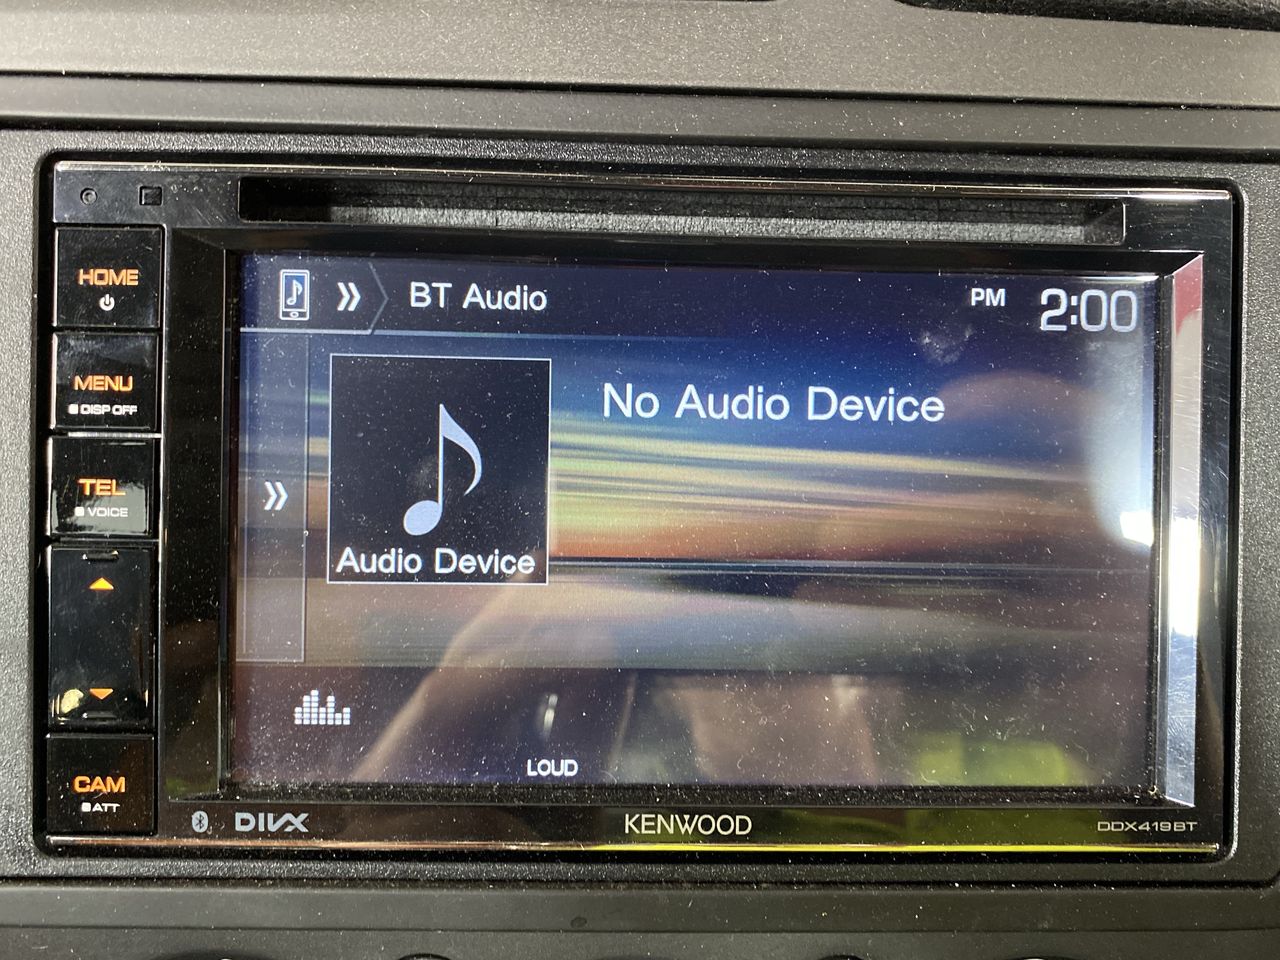 HOME
MENU
DISP OFF
TEL
VOICE
CAM
ATT
BT Audio
PM 2:00
No Audio Device
Audio Device
LOUD
DIVX
KENWOOD
DDX419BT